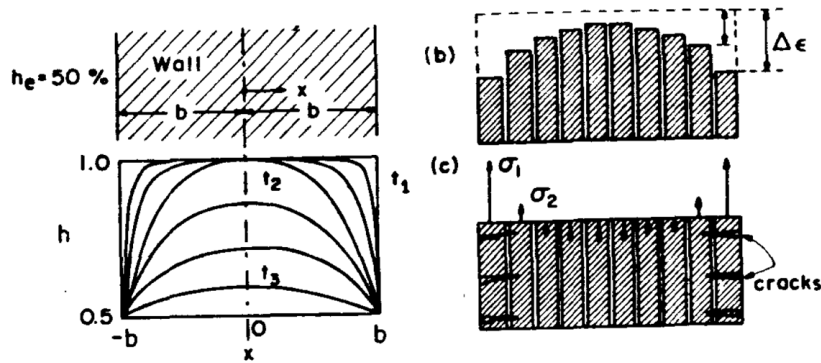 Wall
hₑ = 50 %
x
b
b
1.0
h
0.5
t₁
t₂
t₃
-b
0
b
x
(b)
Δϵ
(c)
σ₁
σ₂
cracks